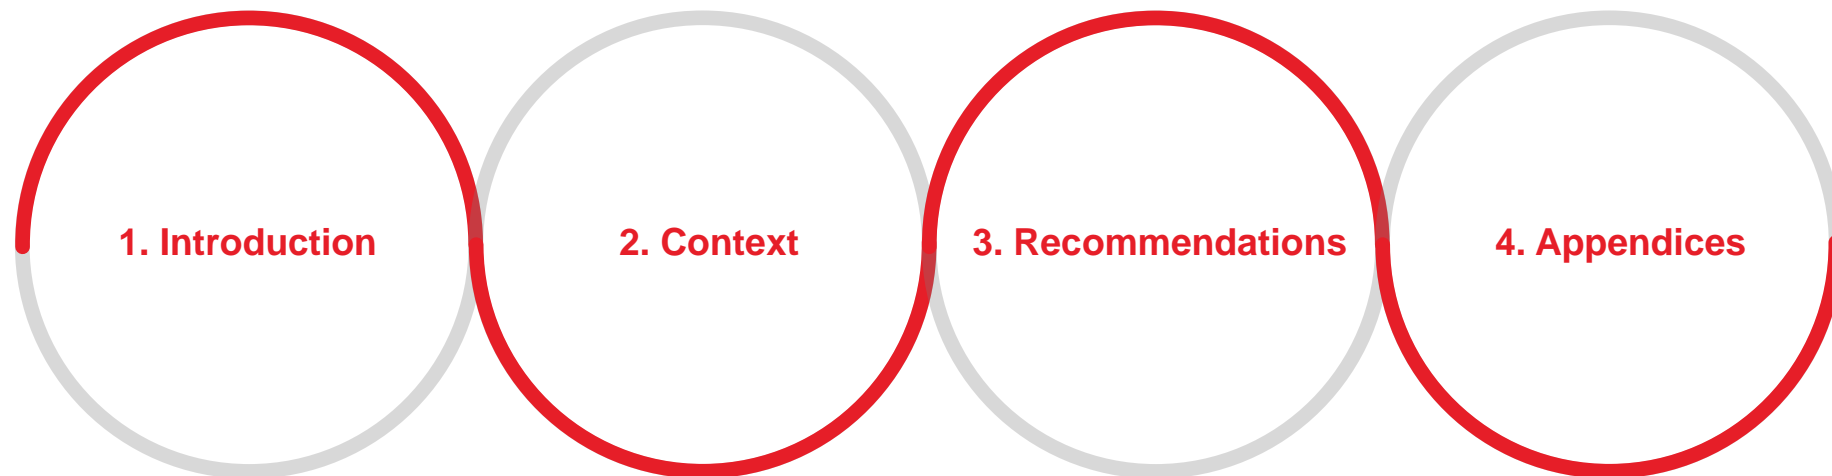 1. Introduction
2. Context
3. Recommendations
4. Appendices